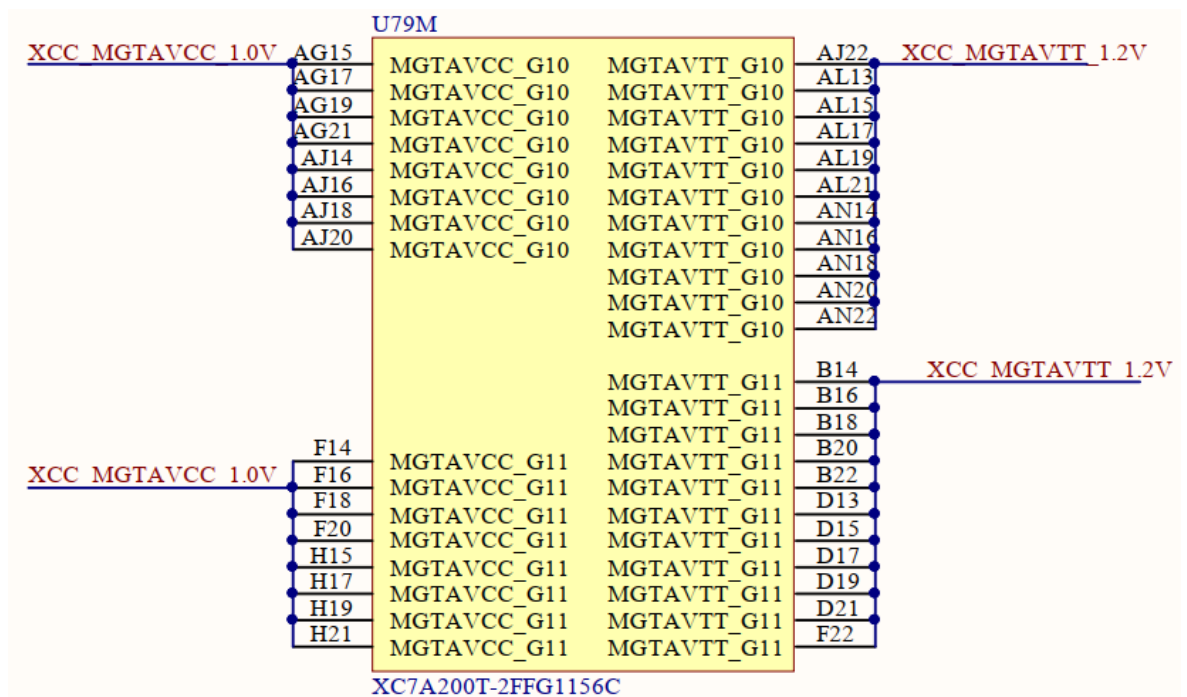 U79M
XCC_MGTAVCC_1.0V AG15 MGTAVCC_G10 MGTAVTT_G10 AJ22 XCC_MGTAVTT_1.2V
AG17 MGTAVCC_G10 MGTAVTT_G10 AL13
AG19 MGTAVCC_G10 MGTAVTT_G10 AL15
AG21 MGTAVCC_G10 MGTAVTT_G10 AL17
AJ14 MGTAVCC_G10 MGTAVTT_G10 AL19
AJ16 MGTAVCC_G10 MGTAVTT_G10 AL21
AJ18 MGTAVCC_G10 MGTAVTT_G10 AN14
AJ20 MGTAVCC_G10 MGTAVTT_G10 AN16
MGTAVTT_G10 AN18
MGTAVTT_G10 AN20
MGTAVTT_G10 AN22
MGTAVTT_G11 B14 XCC_MGTAVTT_1.2V
MGTAVTT_G11 B16
MGTAVTT_G11 B18
F14 MGTAVCC_G11 MGTAVTT_G11 B20
XCC_MGTAVCC_1.0V F16 MGTAVCC_G11 MGTAVTT_G11 B22
F18 MGTAVCC_G11 MGTAVTT_G11 D13
F20 MGTAVCC_G11 MGTAVTT_G11 D15
H15 MGTAVCC_G11 MGTAVTT_G11 D17
H17 MGTAVCC_G11 MGTAVTT_G11 D19
H19 MGTAVCC_G11 MGTAVTT_G11 D21
H21 MGTAVCC_G11 MGTAVTT_G11 F22
XC7A200T-2FFG1156C